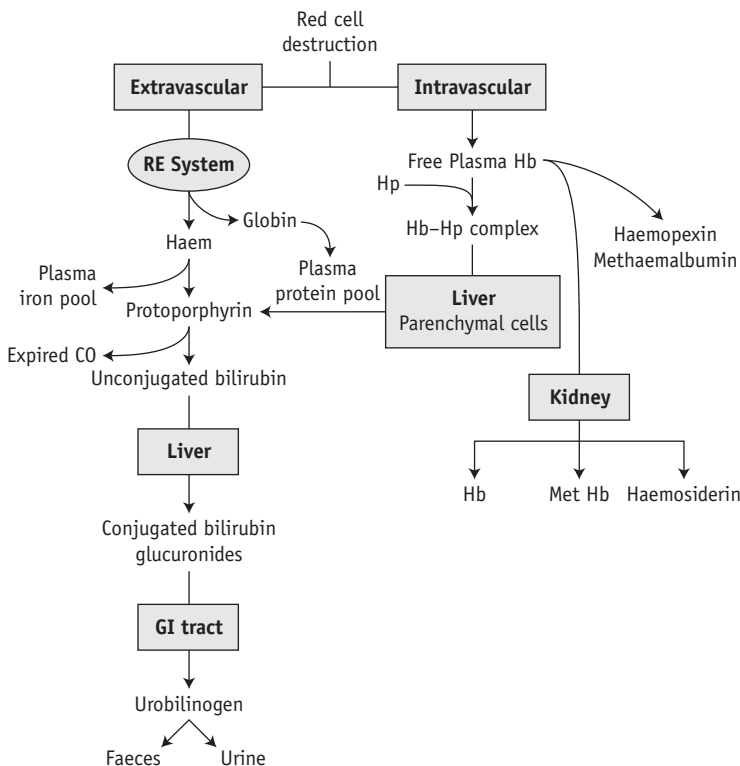 Red cell
destruction
Extravascular
Intravascular
RE System
Free Plasma Hb
Hp
Globin
Hb–Hp complex
Haemopexin
Methaemalbumin
Haem
Plasma
iron pool
Plasma
protein pool
Protoporphyrin
Liver
Parenchymal cells
Expired CO
Unconjugated bilirubin
Kidney
Liver
Hb
Met Hb
Haemosiderin
Conjugated bilirubin
glucuronides
GI tract
Urobilinogen
Faeces
Urine